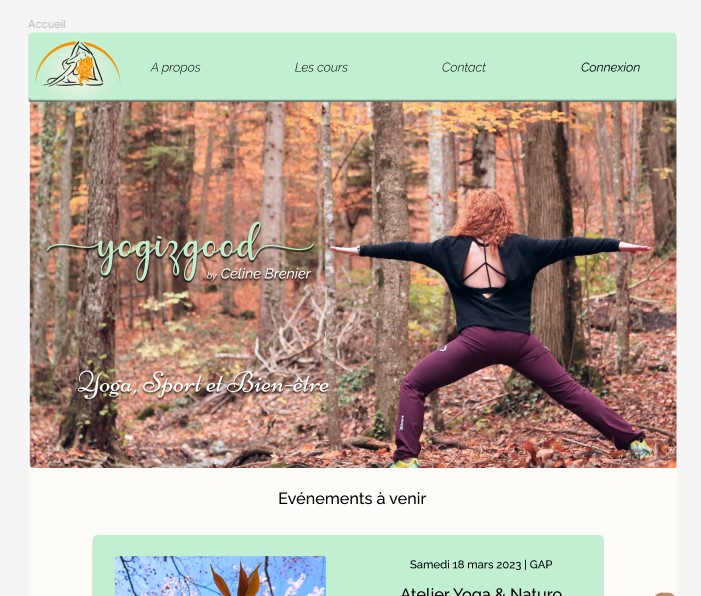 Accueil
A propos
Les cours
Contact
Connexion
yogizgood
by Céline Brenier
Yoga, Sport et Bien-être
Evénements à venir
Samedi 18 mars 2023 | GAP
Atelier Yoga & Naturo